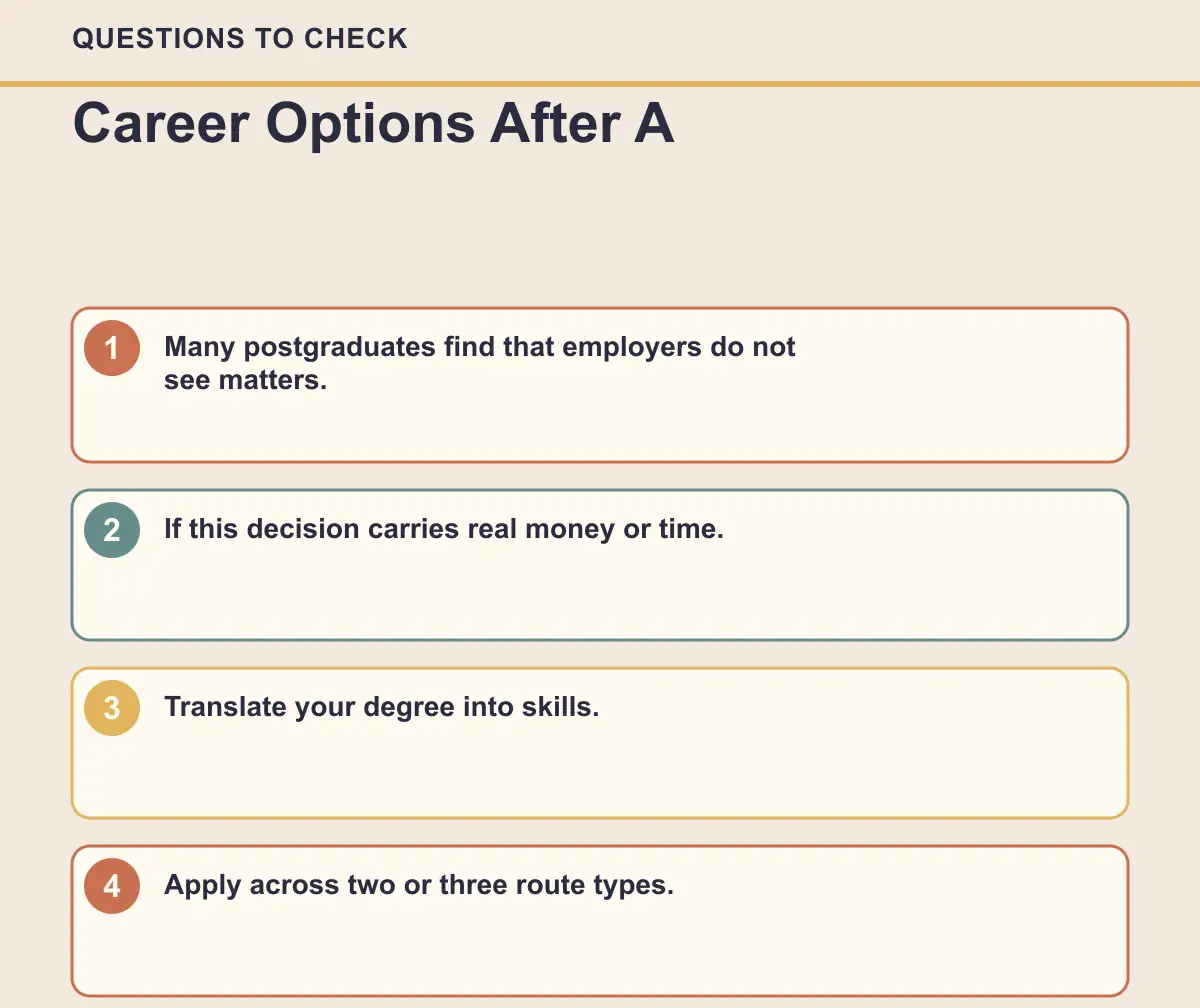 QUESTIONS TO CHECK
Career Options After A
1
Many postgraduates find that employers do not
see matters.
2
If this decision carries real money or time.
3
Translate your degree into skills.
4
Apply across two or three route types.